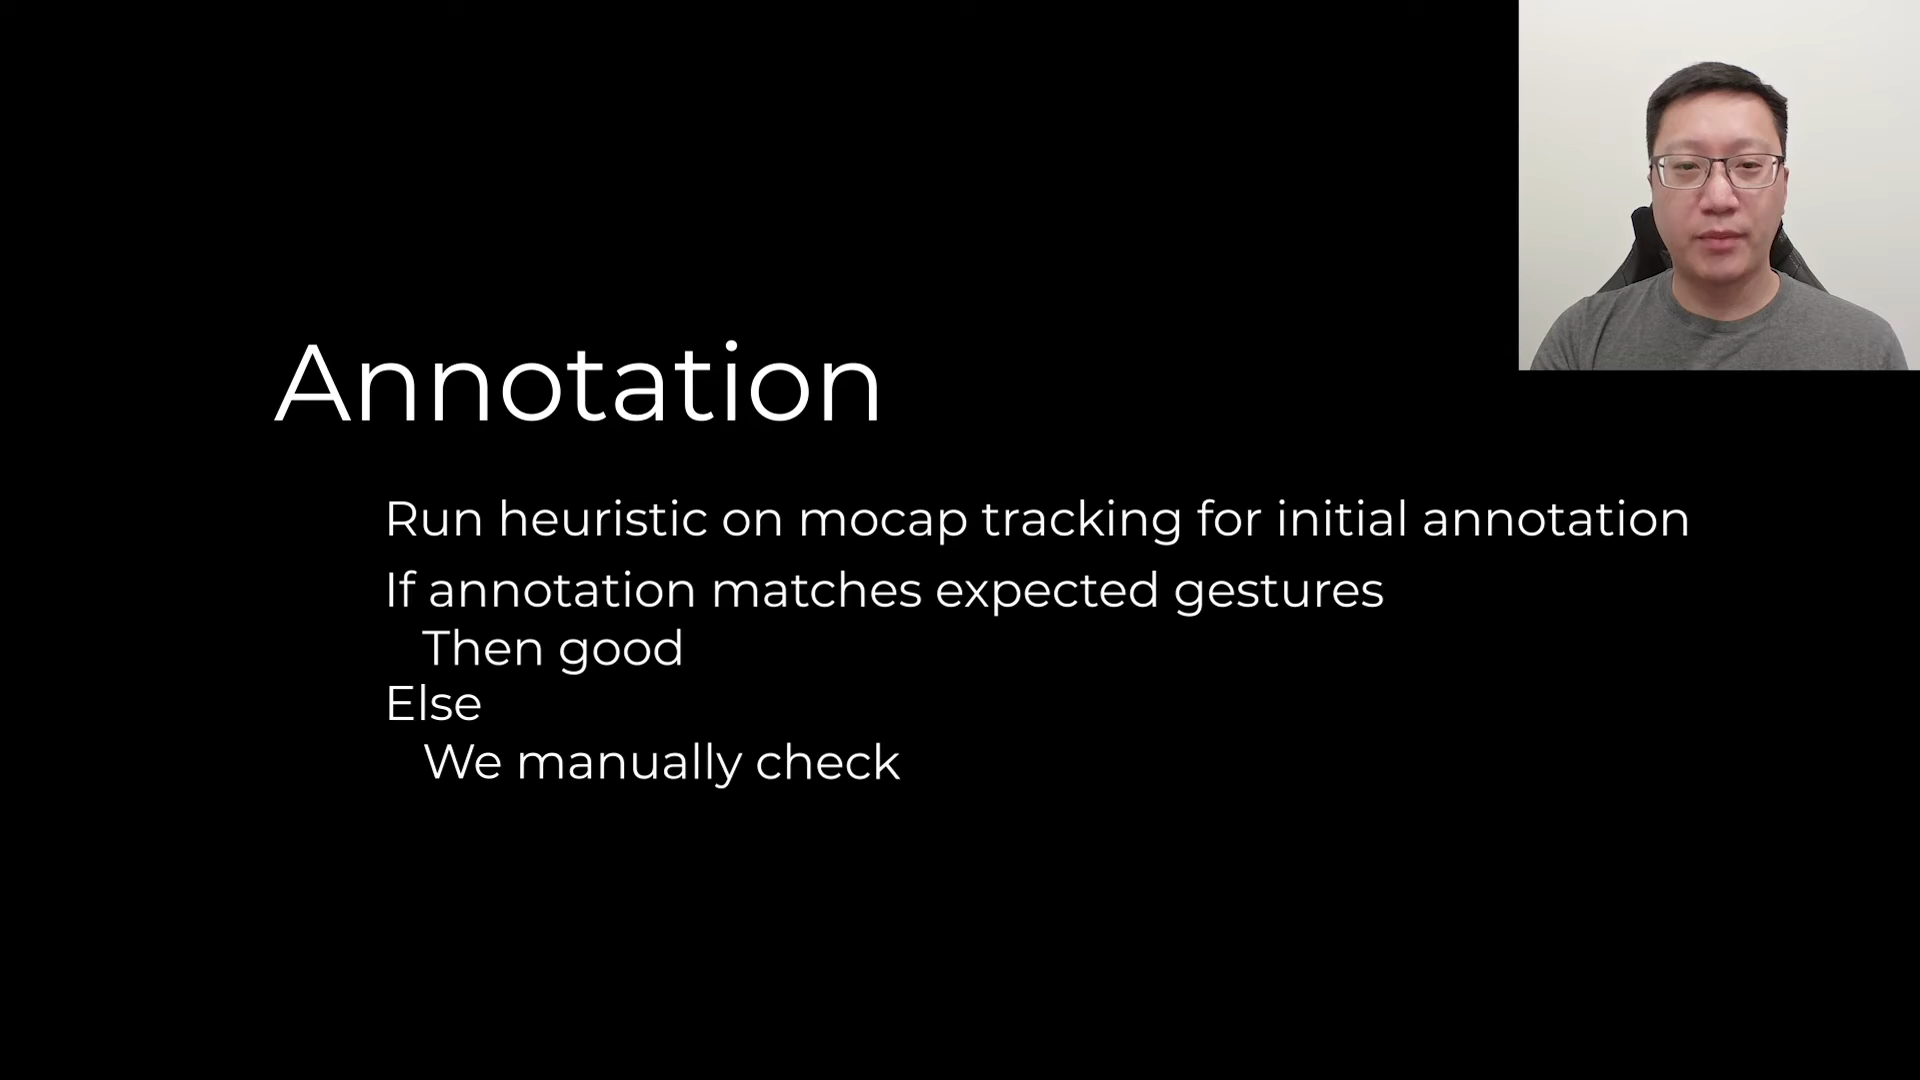 Annotation
Run heuristic on mocap tracking for initial annotation
If annotation matches expected gestures
Then good
Else
We manually check